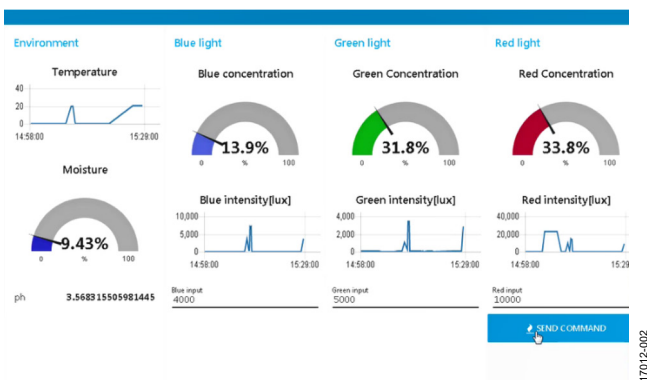 Environment
Temperature
40
20
0
14:58:00 15:29:00
Moisture
9.43%
0 % 100
ph 3.568315505981445
Blue light
Blue concentration
13.9%
0 % 100
Blue intensity[lux]
10,000
5,000
0
14:58:00 15:29:00
Blue input
4000
Green light
Green Concentration
31.8%
0 % 100
Green intensity[lux]
4,000
2,000
0
14:58:00 15:29:00
Green input
5000
Red light
Red Concentration
33.8%
0 % 100
Red intensity[lux]
40,000
20,000
0
14:58:00 15:29
Red input
10000
SEND COMMAND
17012-002